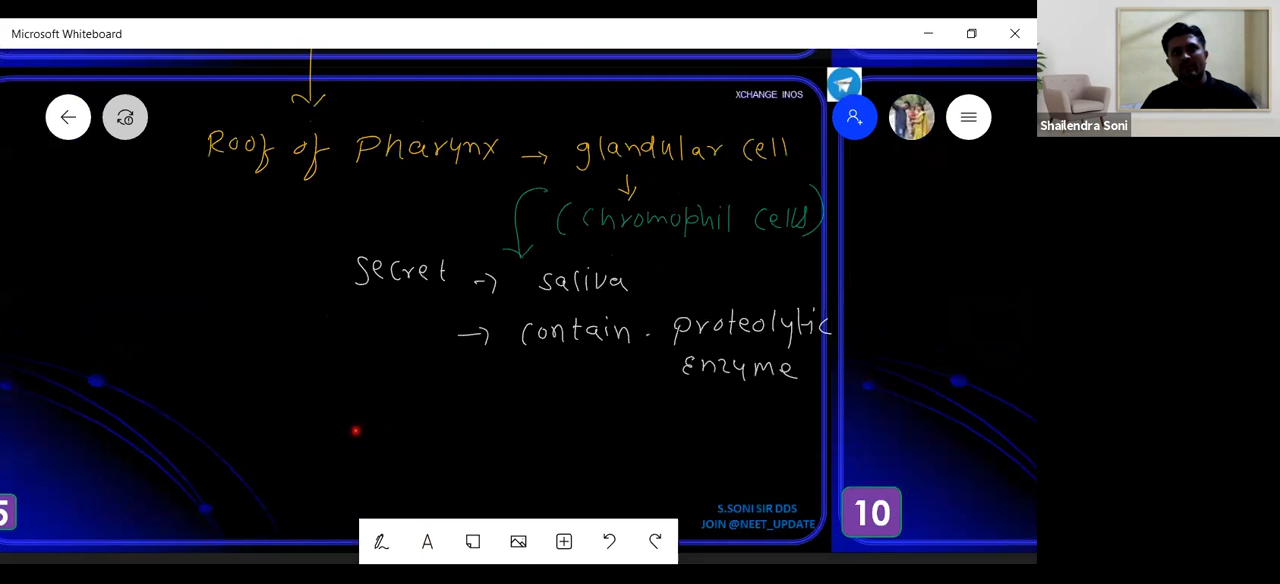 Microsoft Whiteboard
XCHANGE INOS
Shailendra Soni
Roof of Pharynx → glandular cell
↓
(chromophil cells)
Secret → saliva
→ contain. proteolytic
enzyme
S.SONI SIR DDS
JOIN @NEET_UPDATE
5
10